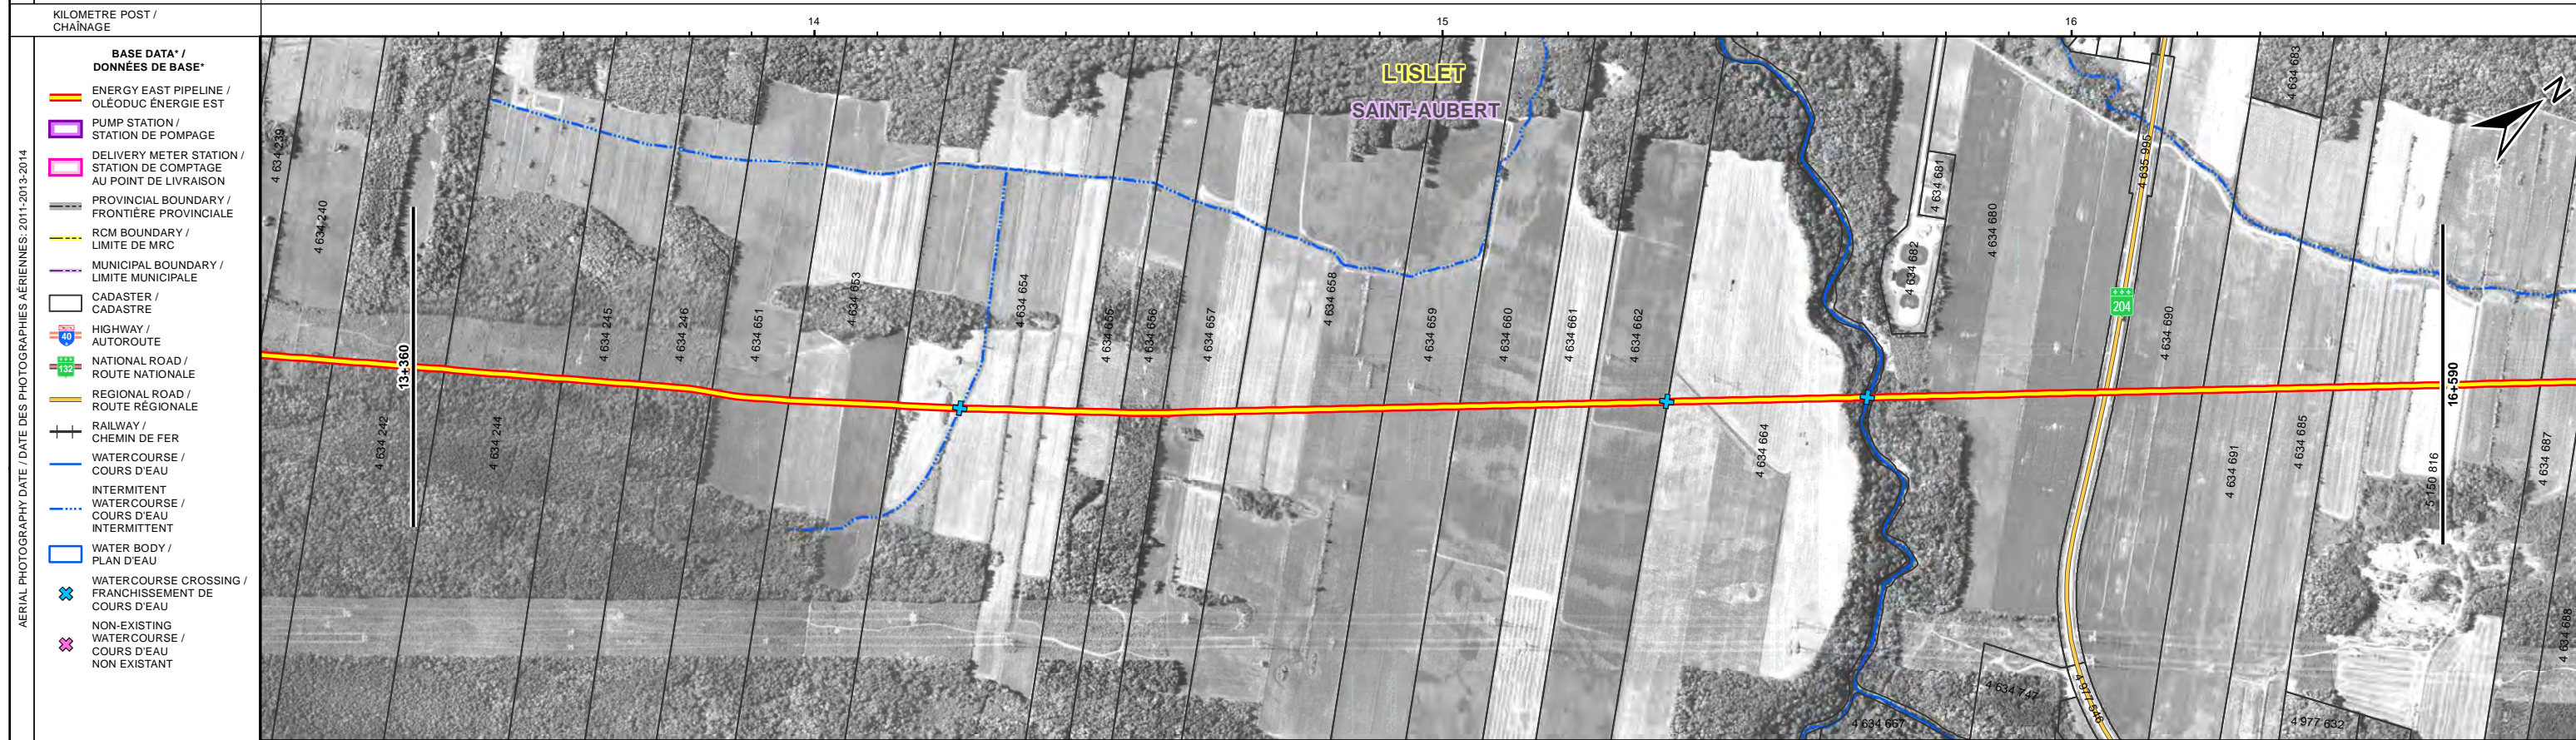 KILOMETRE POST /
CHAÎNAGE
14
15
16
AERIAL PHOTOGRAPHY DATE / DATE DES PHOTOGRAPHIES AÉRIENNES: 2011-2013-2014
BASE DATA* /
DONNÉES DE BASE*
ENERGY EAST PIPELINE /
OLÉODUC ÉNERGIE EST
PUMP STATION /
STATION DE POMPAGE
DELIVERY METER STATION /
STATION DE COMPTAGE
AU POINT DE LIVRAISON
PROVINCIAL BOUNDARY /
FRONTIÈRE PROVINCIALE
RCM BOUNDARY /
LIMITE DE MRC
MUNICIPAL BOUNDARY /
LIMITE MUNICIPALE
CADASTER /
CADASTRE
HIGHWAY /
AUTOROUTE
40
NATIONAL ROAD /
ROUTE NATIONALE
132
REGIONAL ROAD /
ROUTE RÉGIONALE
RAILWAY /
CHEMIN DE FER
WATERCOURSE /
COURS D'EAU
INTERMITENT
WATERCOURSE /
COURS D'EAU
INTERMITTENT
WATER BODY /
PLAN D'EAU
WATERCOURSE CROSSING /
FRANCHISSEMENT DE
COURS D'EAU
NON-EXISTING
WATERCOURSE /
COURS D'EAU
NON EXISTANT
L'ISLET
SAINT-AUBERT
N
4 634 239
4 634 240
4 634 242
13+360
4 634 244
4 634 245
4 634 246
4 634 651
4 634 653
4 634 654
4 634 655
4 634 656
4 634 657
4 634 658
4 634 659
4 634 660
4 634 661
4 634 662
4 634 664
4 634 667
4 634 682
4 634 681
4 634 680
4 634 747
4 977 646
204
4 635 995
4 634 690
4 634 691
4 634 683
4 634 685
5 150 816
16+590
4 634 687
4 634 688
4 977 632